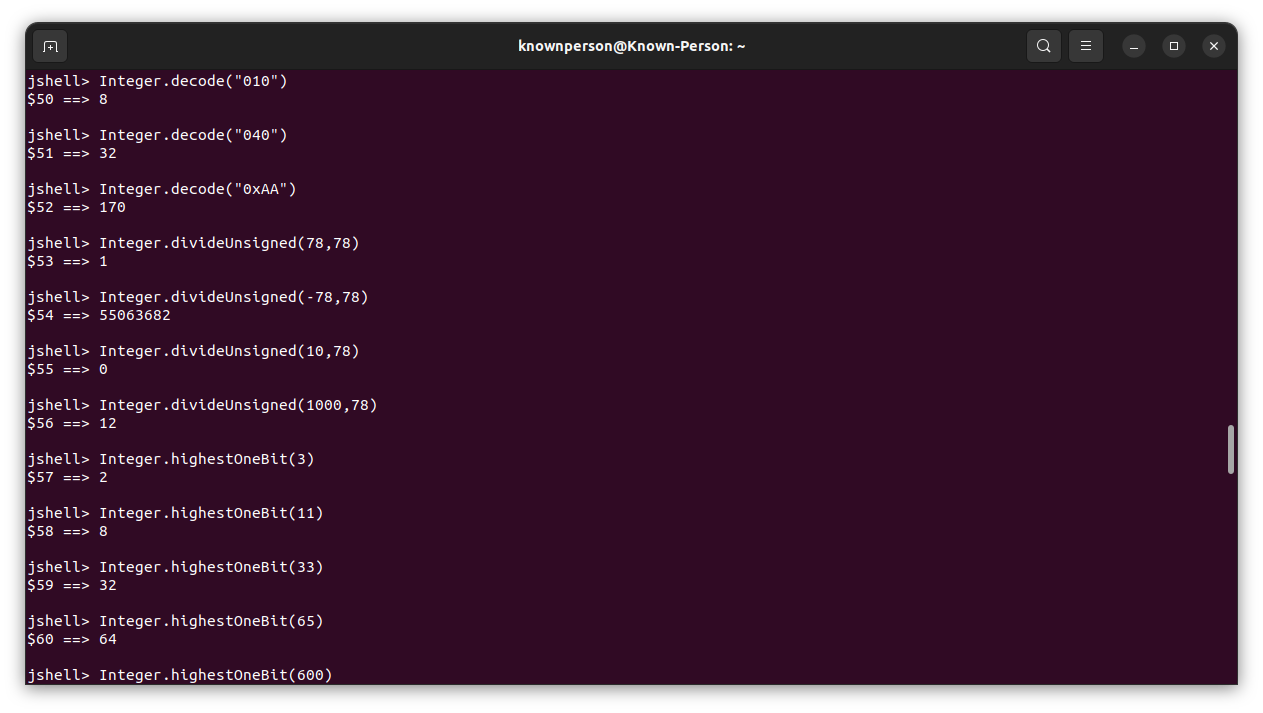 knownperson@Known-Person: ~
jshell> Integer.decode("010")
$50 ==> 8
jshell> Integer.decode("040")
$51 ==> 32
jshell> Integer.decode("0xAA")
$52 ==> 170
jshell> Integer.divideUnsigned(78,78)
$53 ==> 1
jshell> Integer.divideUnsigned(-78,78)
$54 ==> 55063682
jshell> Integer.divideUnsigned(10,78)
$55 ==> 0
jshell> Integer.divideUnsigned(1000,78)
$56 ==> 12
jshell> Integer.highestOneBit(3)
$57 ==> 2
jshell> Integer.highestOneBit(11)
$58 ==> 8
jshell> Integer.highestOneBit(33)
$59 ==> 32
jshell> Integer.highestOneBit(65)
$60 ==> 64
jshell> Integer.highestOneBit(600)